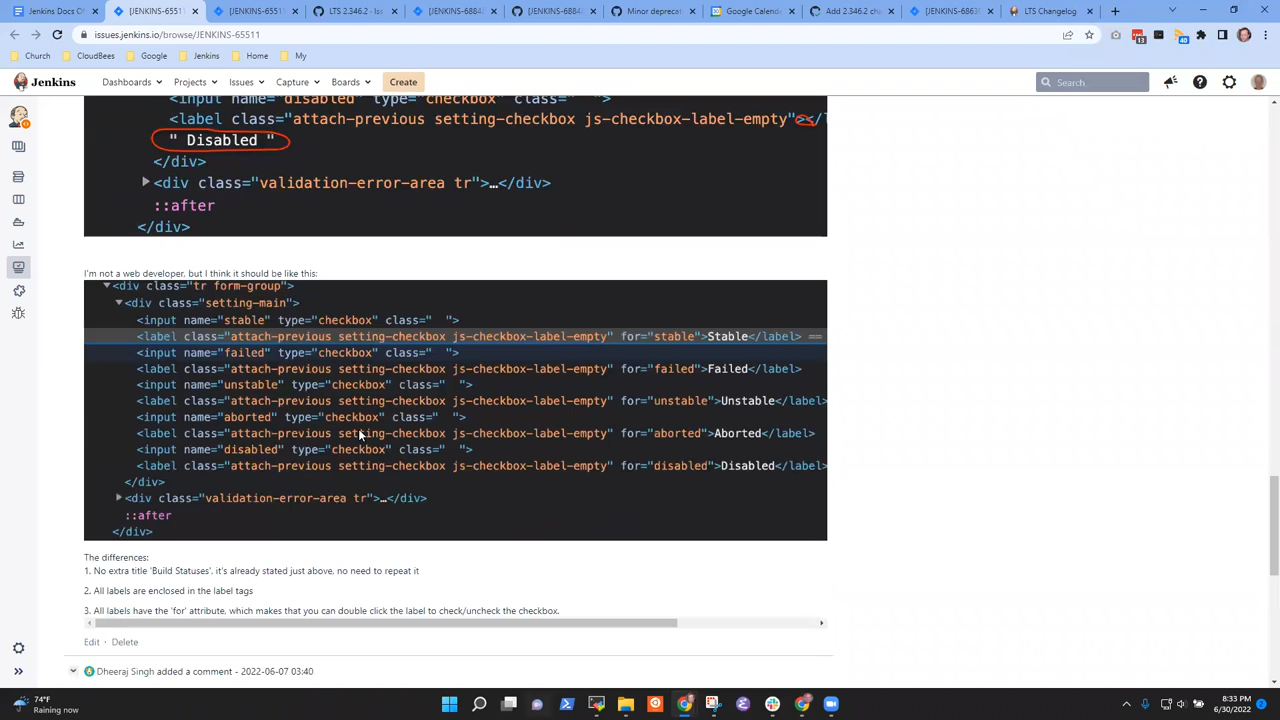 Jenkins Docs Of
[JENKINS-6551
[JENKINS-6551
LTS 2.346.2 - Iss
[JENKINS-6884
[JENKINS-6884
Minor deprecat
Google Calend
Add 2.346.2 ch
[JENKINS-6863
LTS Changelog
issues.jenkins.io/browse/JENKINS-65511
Church
CloudBees
Google
Jenkins
Home
My
Jenkins
Dashboards
Projects
Issues
Capture
Boards
Create
Search
<input name="disabled" type="checkbox" class=" ">
<label class="attach-previous setting-checkbox js-checkbox-label-empty"></l
" Disabled "
</div>
<div class="validation-error-area tr">…</div>
::after
</div>
I'm not a web developer, but I think it should be like this:
<div class="tr form-group">
<div class="setting-main">
<input name="stable" type="checkbox" class=" ">
<label class="attach-previous setting-checkbox js-checkbox-label-empty" for="stable">Stable</label> ==
<input name="failed" type="checkbox" class=" ">
<label class="attach-previous setting-checkbox js-checkbox-label-empty" for="failed">Failed</label>
<input name="unstable" type="checkbox" class=" ">
<label class="attach-previous setting-checkbox js-checkbox-label-empty" for="unstable">Unstable</label>
<input name="aborted" type="checkbox" class=" ">
<label class="attach-previous setting-checkbox js-checkbox-label-empty" for="aborted">Aborted</label>
<input name="disabled" type="checkbox" class=" ">
<label class="attach-previous setting-checkbox js-checkbox-label-empty" for="disabled">Disabled</label>
</div>
<div class="validation-error-area tr">…</div>
::after
</div>
The differences:
1. No extra title 'Build Statuses', it's already stated just above, no need to repeat it
2. All labels are enclosed in the label tags
3. All labels have the 'for' attribute, which makes that you can double click the label to check/uncheck the checkbox.
Edit · Delete
Dheeraj Singh added a comment - 2022-06-07 03:40
74°F
Raining now
8:33 PM
6/30/2022